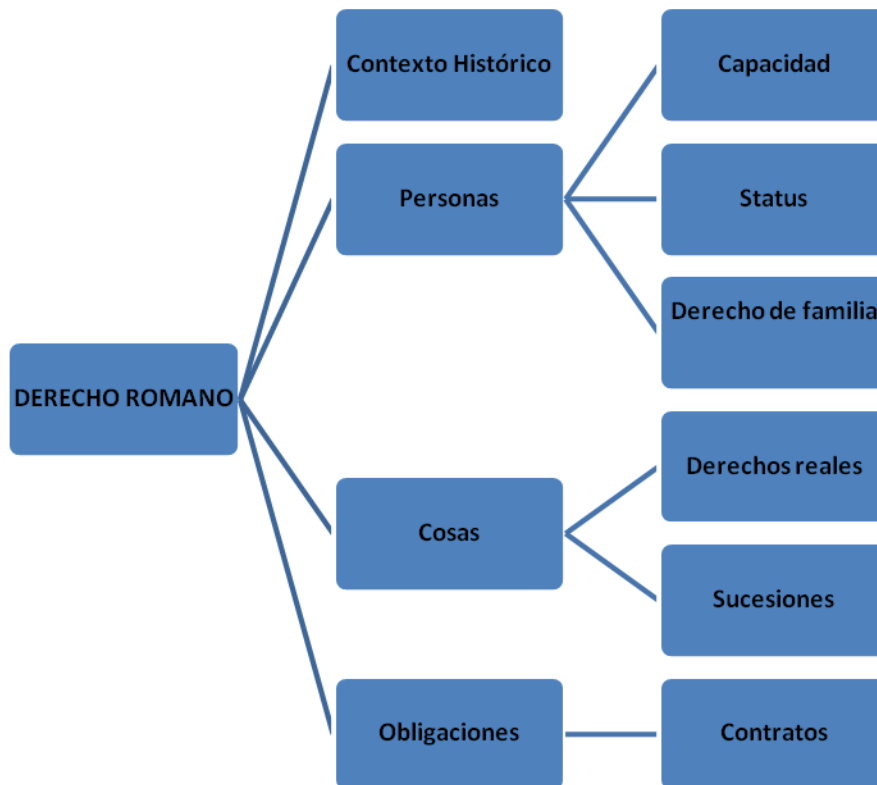 DERECHO ROMANO
Contexto Histórico
Personas
Capacidad
Status
Derecho de familia
Cosas
Derechos reales
Sucesiones
Obligaciones
Contratos